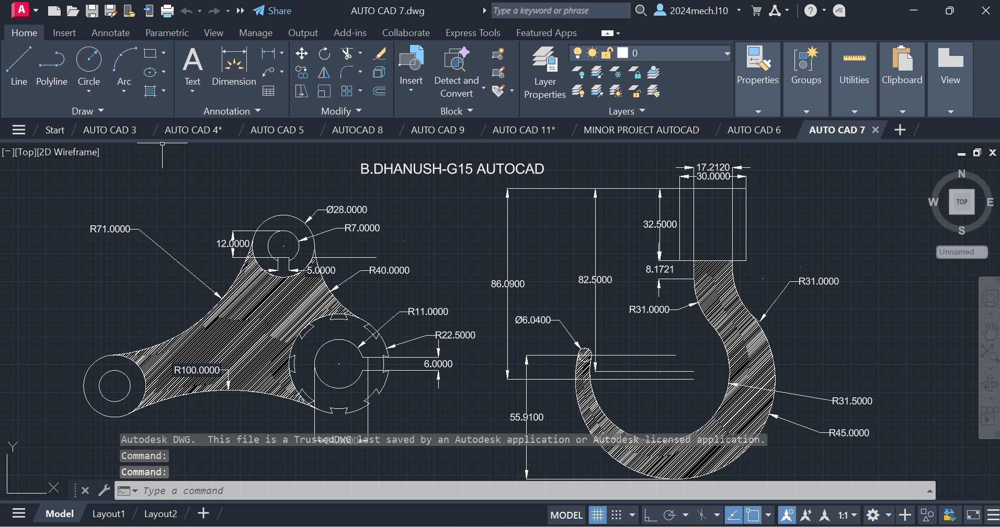 A
Share
AUTO CAD 7.dwg
Type a keyword or phrase
2024mech.l10
Home
Insert
Annotate
Parametric
View
Manage
Output
Add-ins
Collaborate
Express Tools
Featured Apps
0
Line
Polyline
Circle
Arc
A
Text
Dimension
Insert
Detect and
Convert
Layer
Properties
Properties
Groups
Utilities
Clipboard
View
Draw
Annotation
Modify
Block
Layers
Start
AUTO CAD 3
AUTO CAD 4*
AUTO CAD 5
AUTOCAD 8
AUTO CAD 9
AUTO CAD 11*
MINOR PROJECT AUTOCAD
AUTO CAD 6
AUTO CAD 7
[−][Top][2D Wireframe]
B.DHANUSH-G15 AUTOCAD
17.2120
30.0000
N
W
TOP
E
S
Unnamed
Ø28.0000
R71.0000
R7.0000
12.0000
5.0000
R40.0000
32.5000
8.1721
86.0900
82.5000
R31.0000
R31.0000
R11.0000
Ø6.0400
R22.5000
6.0000
R100.0000
R31.5000
55.9100
R45.0000
Autodesk DWG.  This file is a TrustedDWG last saved by an Autodesk application or Autodesk licensed application.
Command:
Command:
Y
X
Type a command
Model
Layout1
Layout2
MODEL
1:1